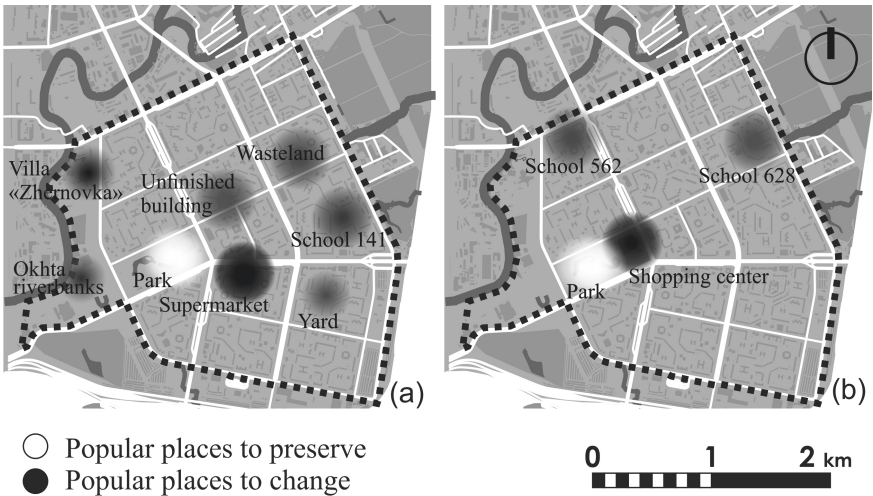 Villa
«Zhernovka»
Unfinished
building
Wasteland
School 141
Okhta
riverbanks
Park
Supermarket
Yard
(a)
School 562
School 628
Park
Shopping center
(b)
Popular places to preserve
Popular places to change
0 1 2 km